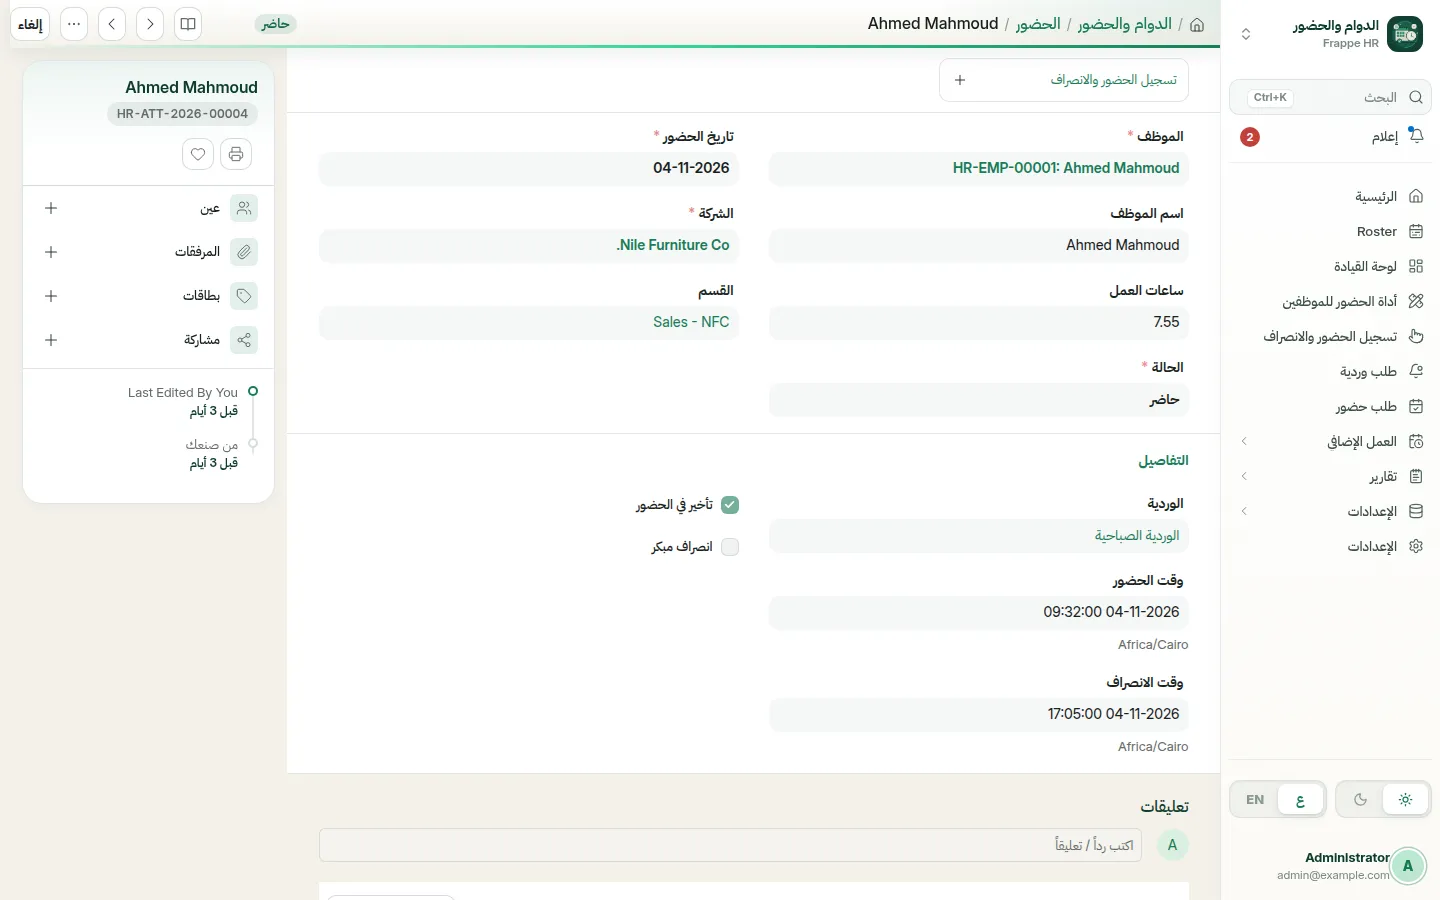 الدوام والحضور
Frappe HR
البحث
Ctrl+K
إعلام
2
الرئيسية
Roster
لوحة القيادة
أداة الحضور للموظفين
تسجيل الحضور والانصراف
طلب وردية
طلب حضور
العمل الإضافي
تقارير
الإعدادات
الإعدادات
ع
EN
Administrator
admin@example.com
A
الدوام والحضور / الحضور / Ahmed Mahmoud
حاضر
إلغاء
تسجيل الحضور والانصراف
الموظف *
HR-EMP-00001: Ahmed Mahmoud
تاريخ الحضور *
04-11-2026
اسم الموظف
Ahmed Mahmoud
الشركة *
.Nile Furniture Co
ساعات العمل
7.55
القسم
Sales - NFC
الحالة *
حاضر
التفاصيل
الوردية
الوردية الصباحية
تأخير في الحضور
انصراف مبكر
وقت الحضور
09:32:00 04-11-2026
Africa/Cairo
وقت الانصراف
17:05:00 04-11-2026
Africa/Cairo
تعليقات
A
اكتب رداً / تعليقاً
Ahmed Mahmoud
HR-ATT-2026-00004
عين
المرفقات
بطاقات
مشاركة
Last Edited By You
قبل 3 أيام
من صنعك
قبل 3 أيام